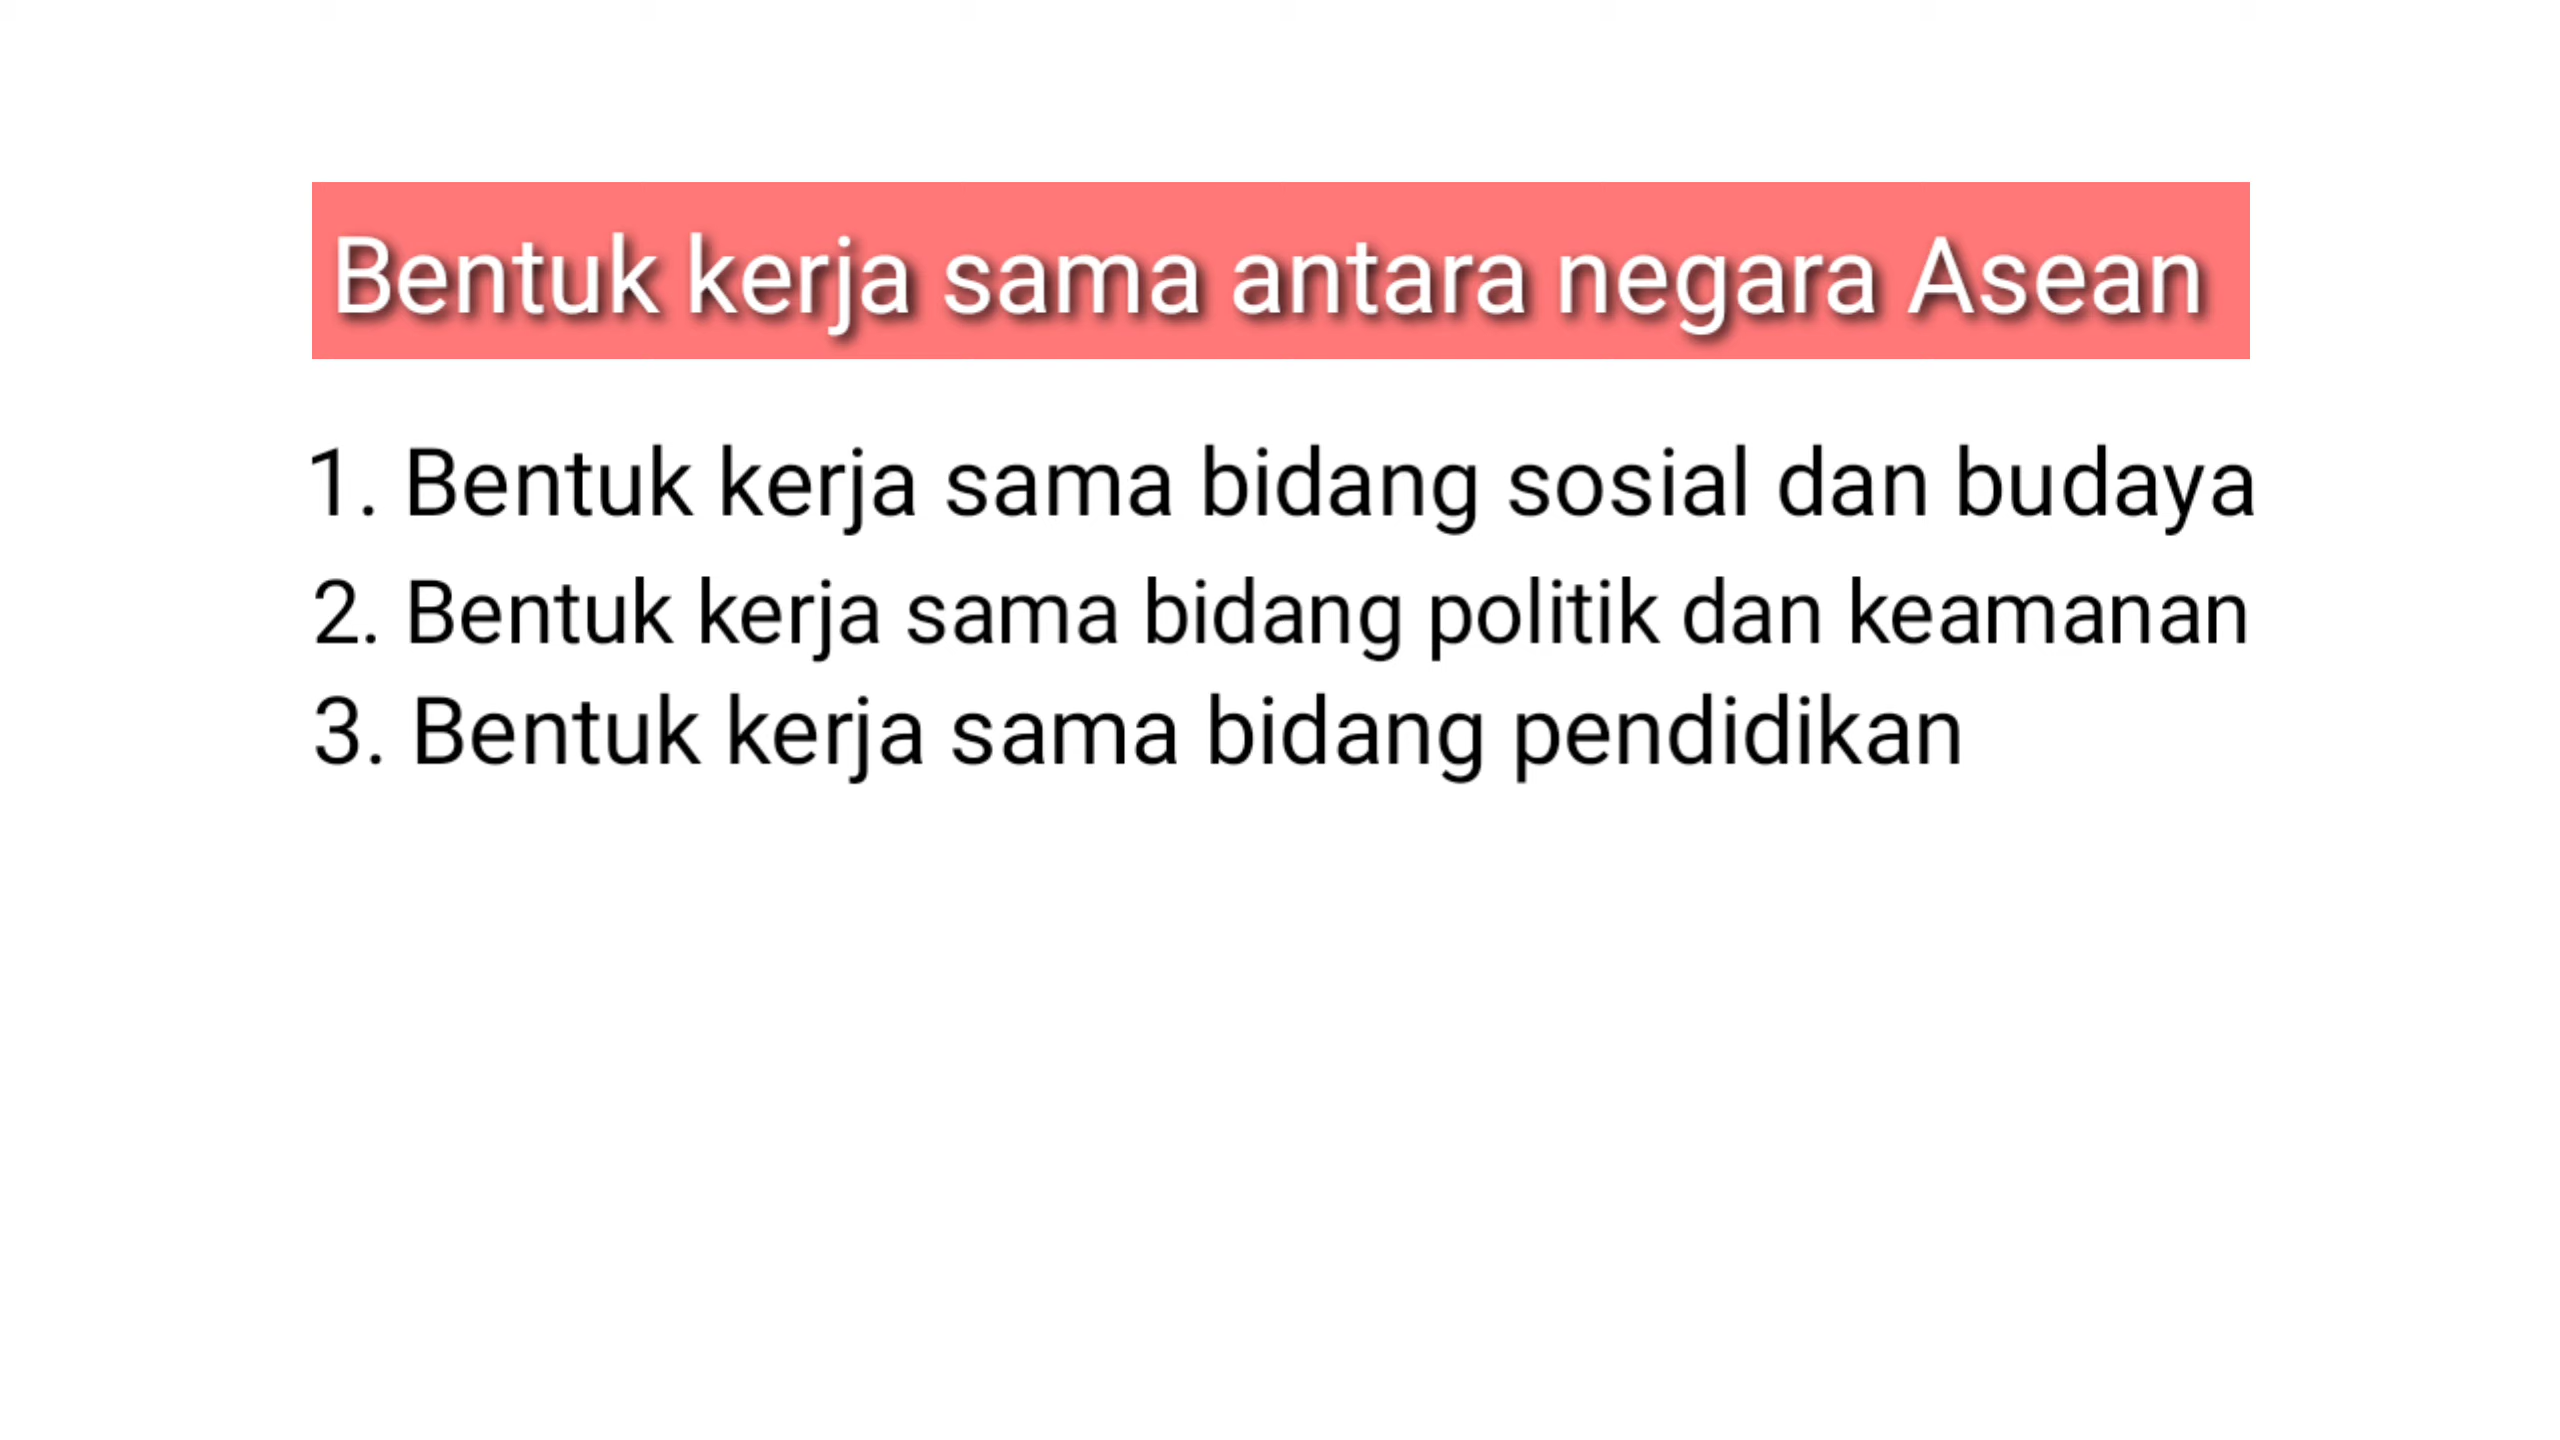 Bentuk kerja sama antara negara Asean
1. Bentuk kerja sama bidang sosial dan budaya
2. Bentuk kerja sama bidang politik dan keamanan
3. Bentuk kerja sama bidang pendidikan